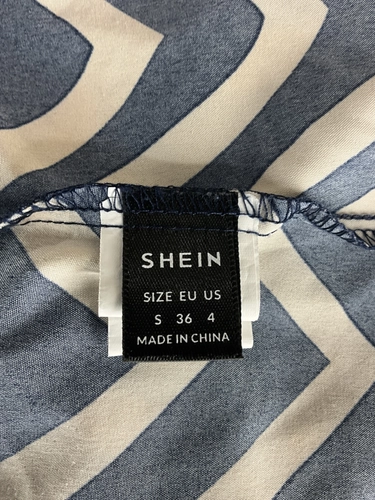 SHEIN
SIZE EU US
S 36 4
MADE IN CHINA